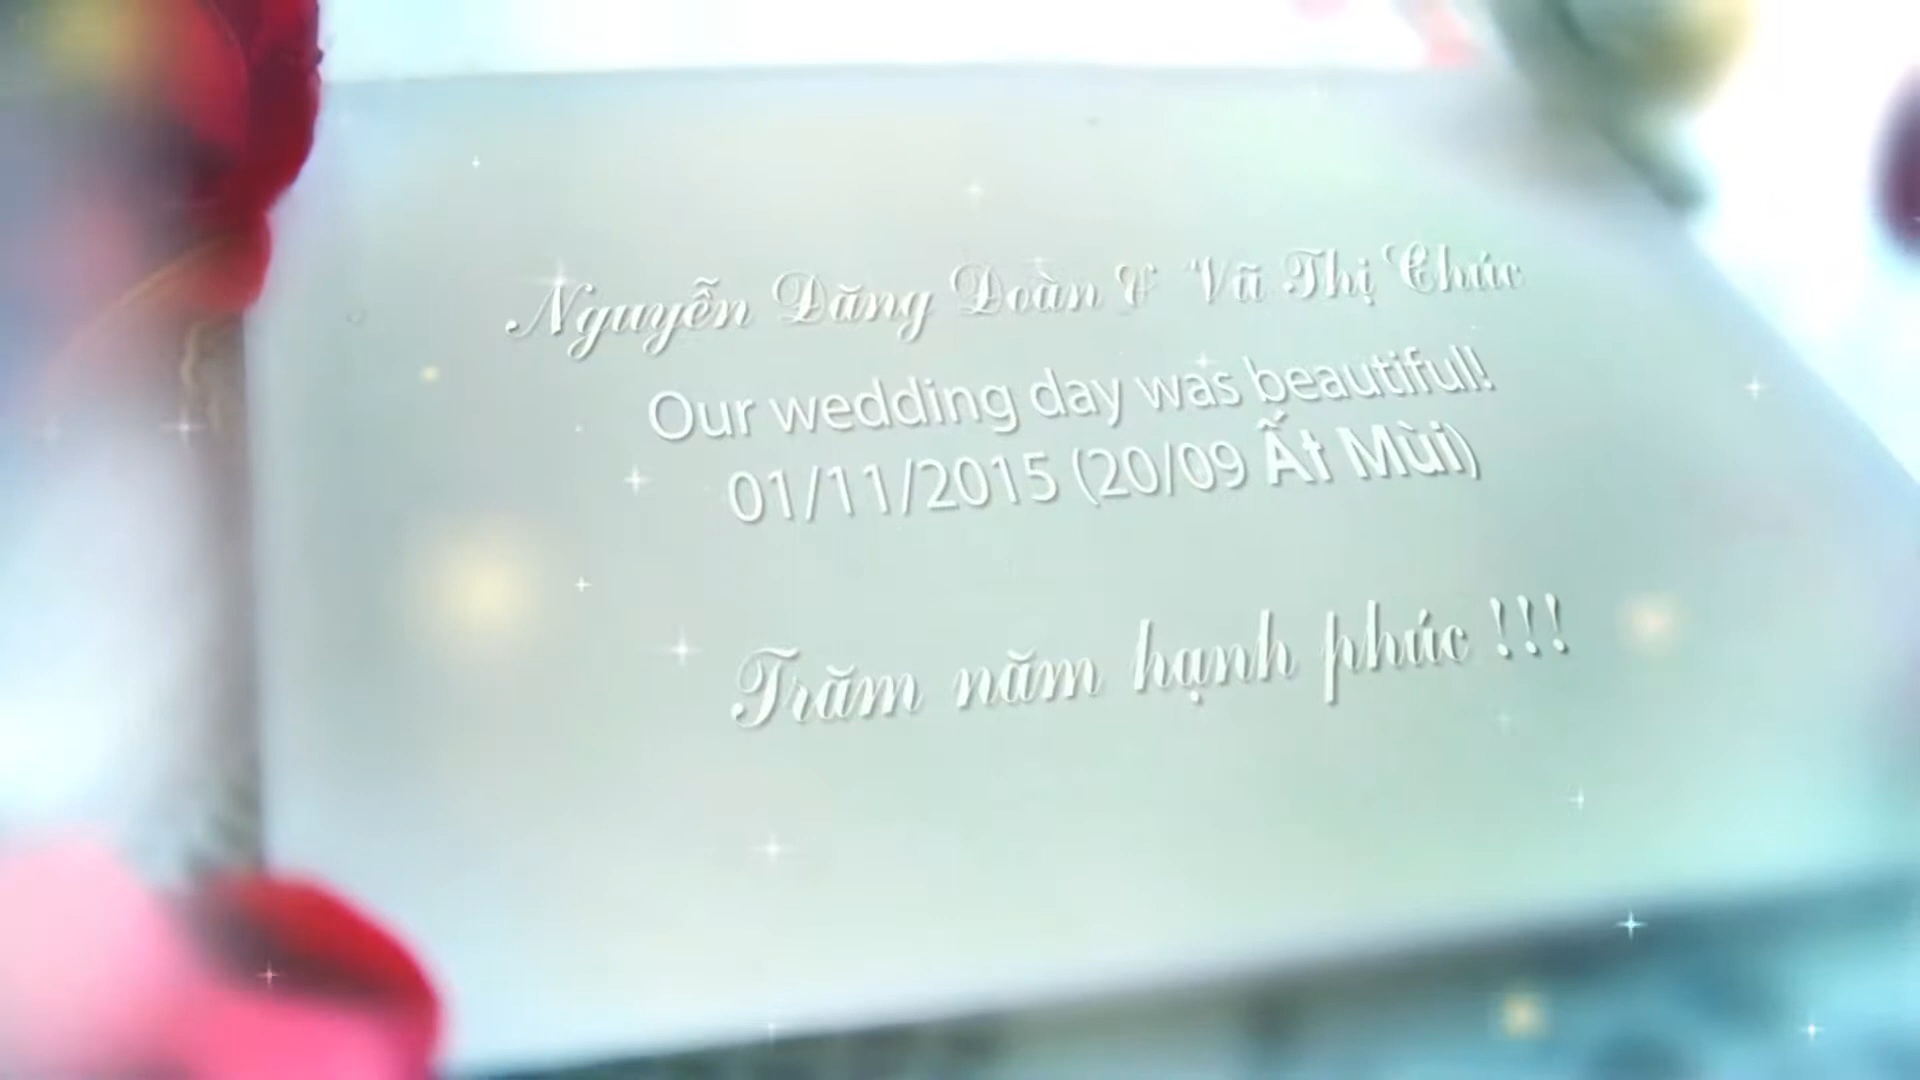 Nguyễn Đăng Đoàn & Vũ Thị Chúc
Our wedding day was beautiful!
01/11/2015 (20/09 Ất Mùi)
Trăm năm hạnh phúc !!!